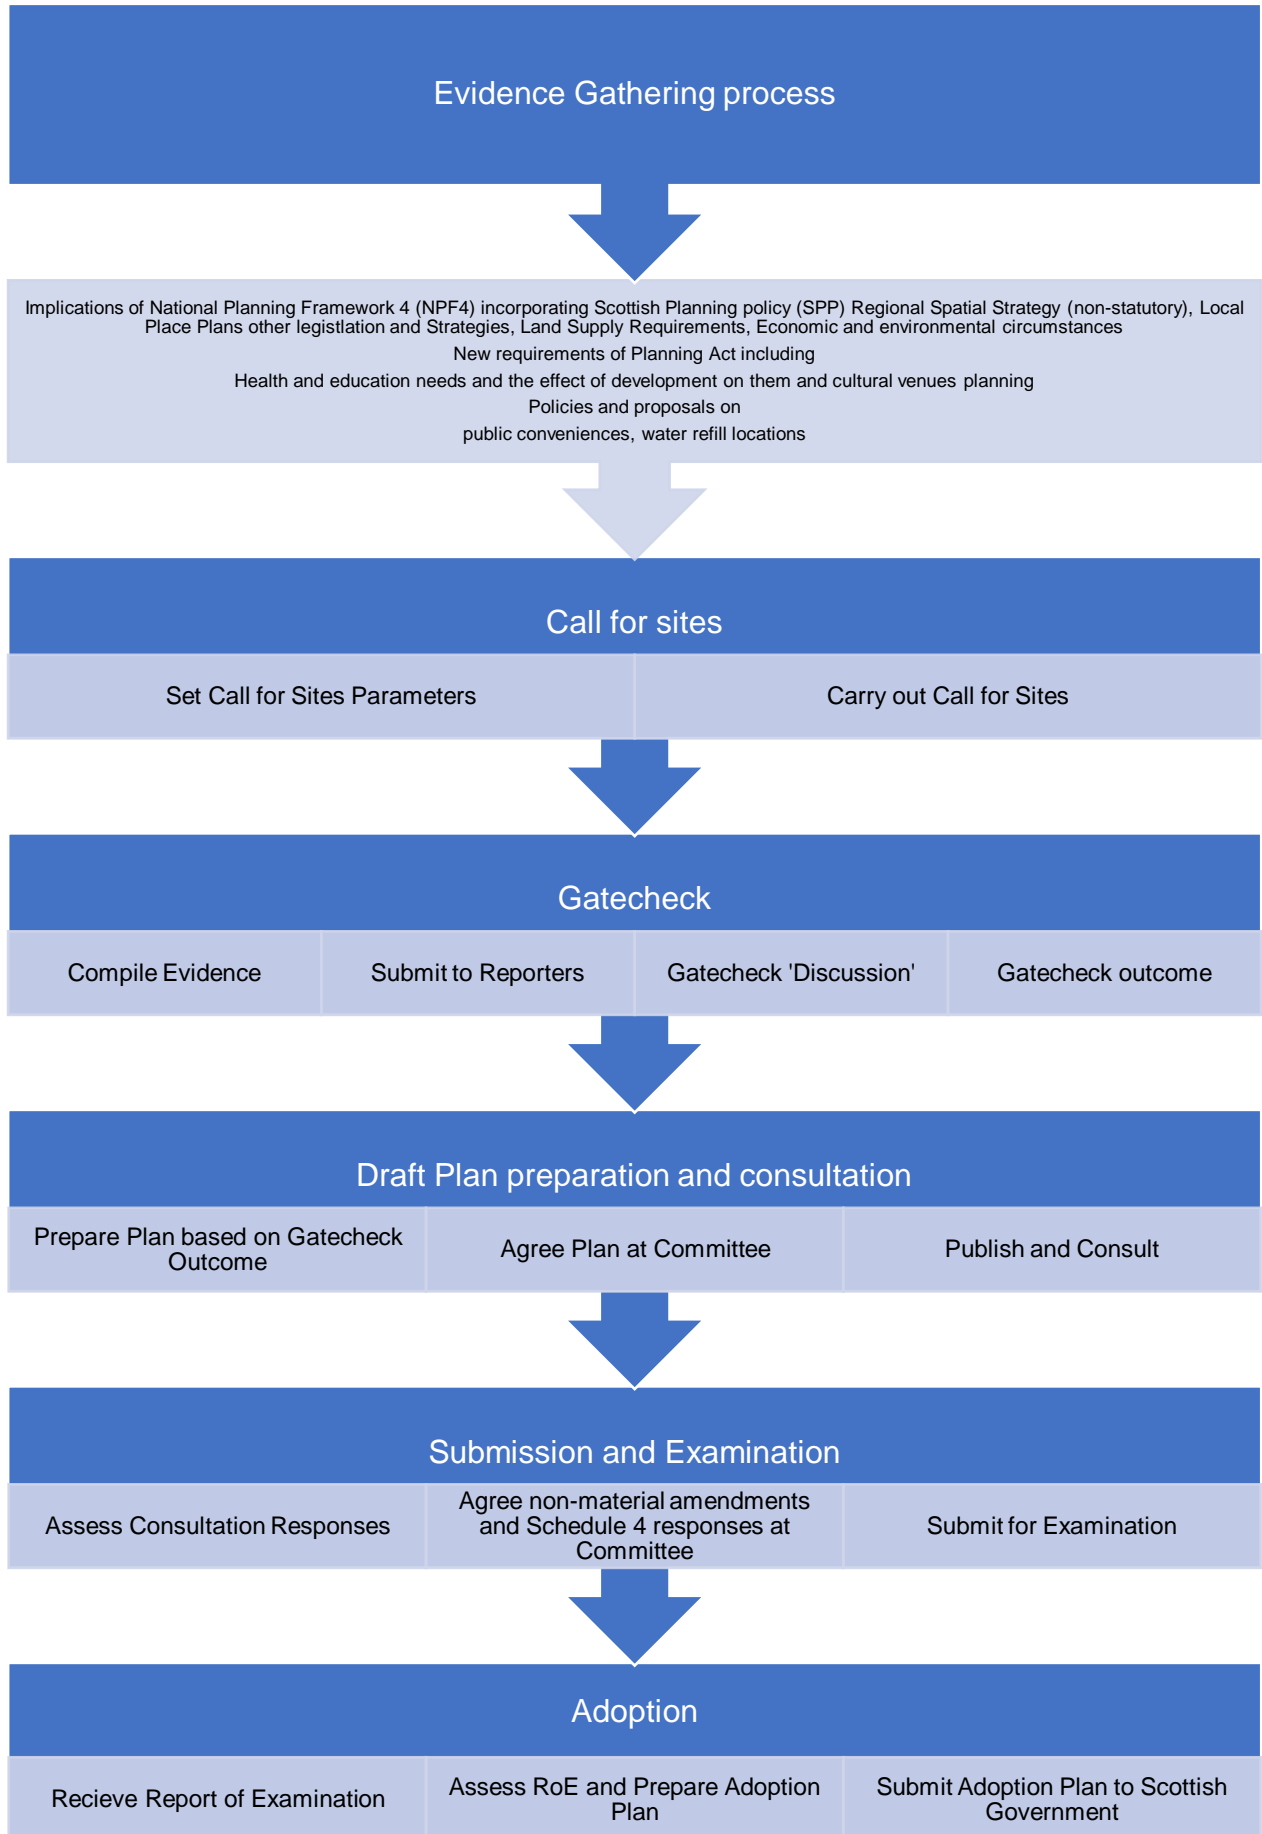 Evidence Gathering process
Implications of National Planning Framework 4 (NPF4) incorporating Scottish Planning policy (SPP) Regional Spatial Strategy (non-statutory), Local
Place Plans other legistlation and Strategies, Land Supply Requirements, Economic and environmental circumstances
New requirements of Planning Act including
Health and education needs and the effect of development on them and cultural venues planning
Policies and proposals on
public conveniences, water refill locations
Call for sites
Set Call for Sites Parameters
Carry out Call for Sites
Gatecheck
Compile Evidence
Submit to Reporters
Gatecheck 'Discussion'
Gatecheck outcome
Draft Plan preparation and consultation
Prepare Plan based on Gatecheck
Outcome
Agree Plan at Committee
Publish and Consult
Submission and Examination
Assess Consultation Responses
Agree non-material amendments
and Schedule 4 responses at
Committee
Submit for Examination
Adoption
Recieve Report of Examination
Assess RoE and Prepare Adoption
Plan
Submit Adoption Plan to Scottish
Government